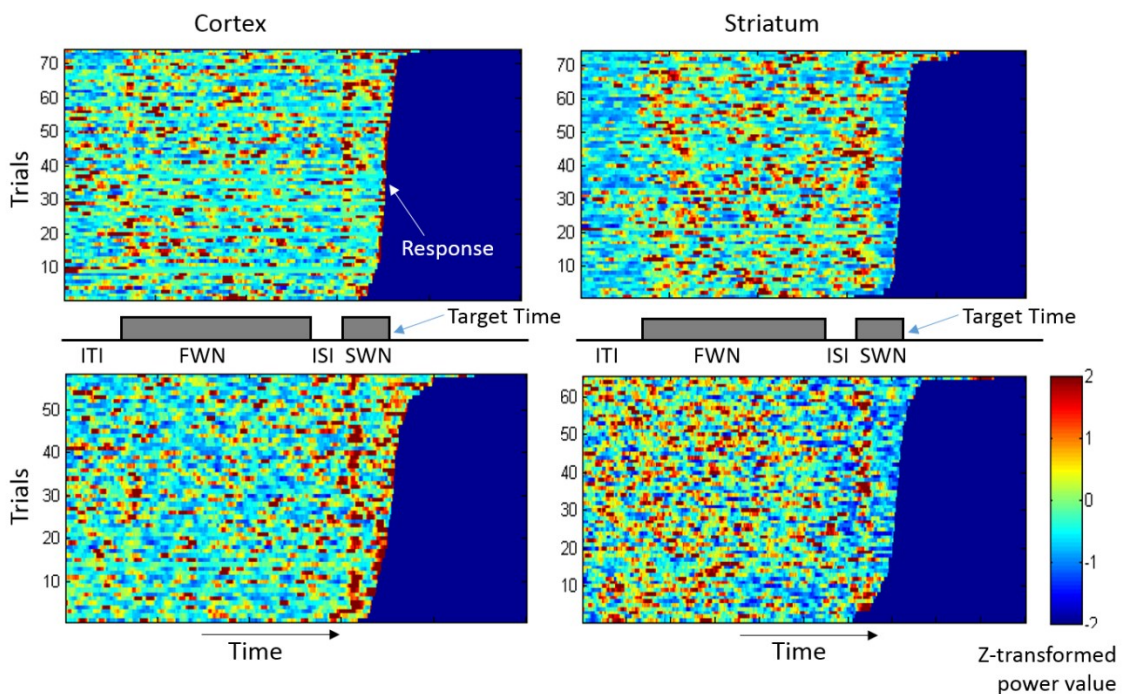 Cortex
Striatum
Trials
70
60
50
40
30
20
10
Response
70
60
50
40
30
20
10
Target Time
ITI
FWN
ISI
SWN
Target Time
ITI
FWN
ISI
SWN
Trials
50
40
30
20
10
Time
60
50
40
30
20
10
Time
2
1
0
-1
-2
Z-transformed
power value